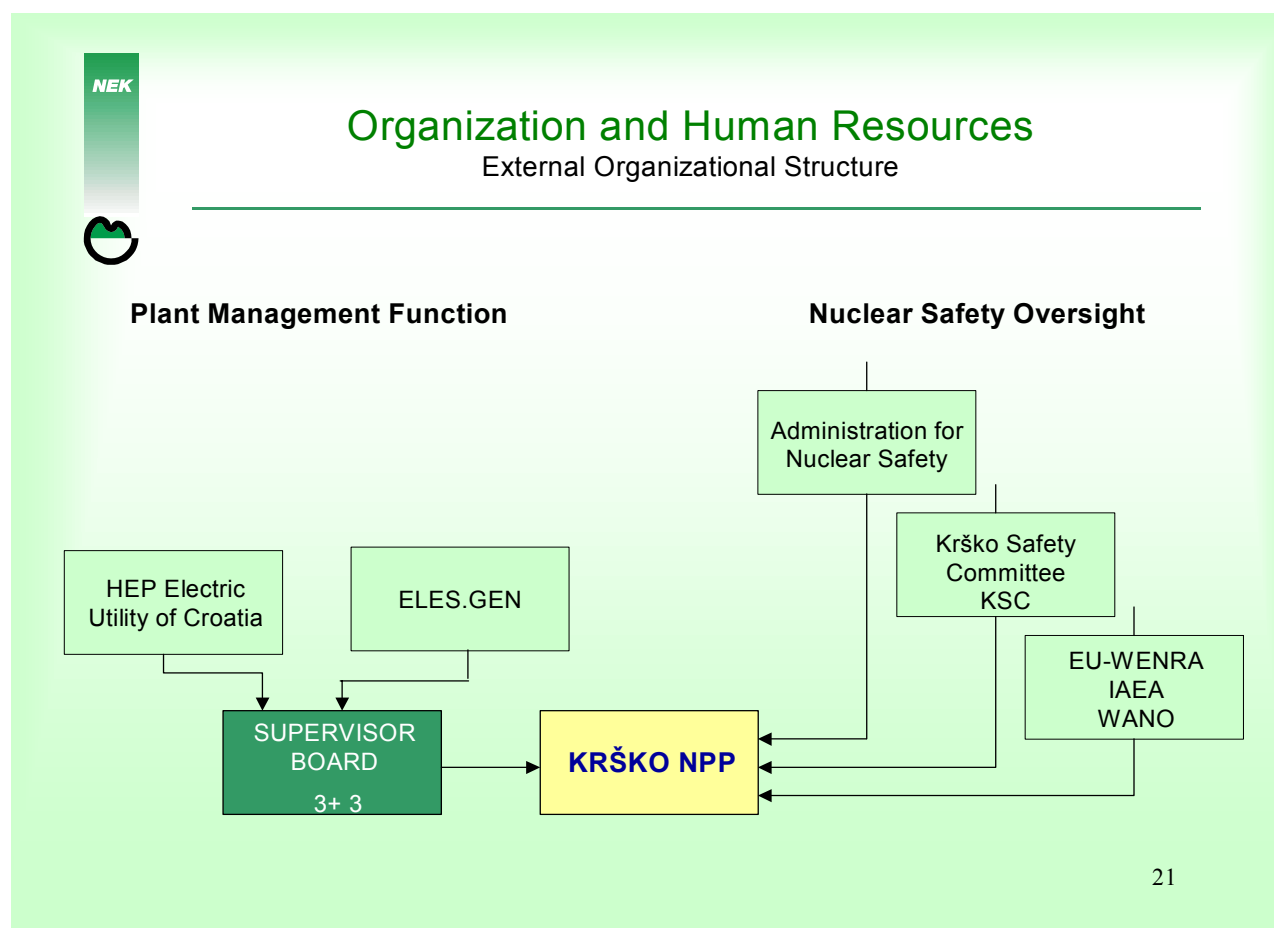 NEK
Organization and Human Resources
External Organizational Structure
Plant Management Function
Nuclear Safety Oversight
Administration for
Nuclear Safety
Krško Safety
Committee
KSC
HEP Electric
Utility of Croatia
ELES.GEN
EU-WENRA
IAEA
WANO
SUPERVISOR
BOARD
3+ 3
KRŠKO NPP
21